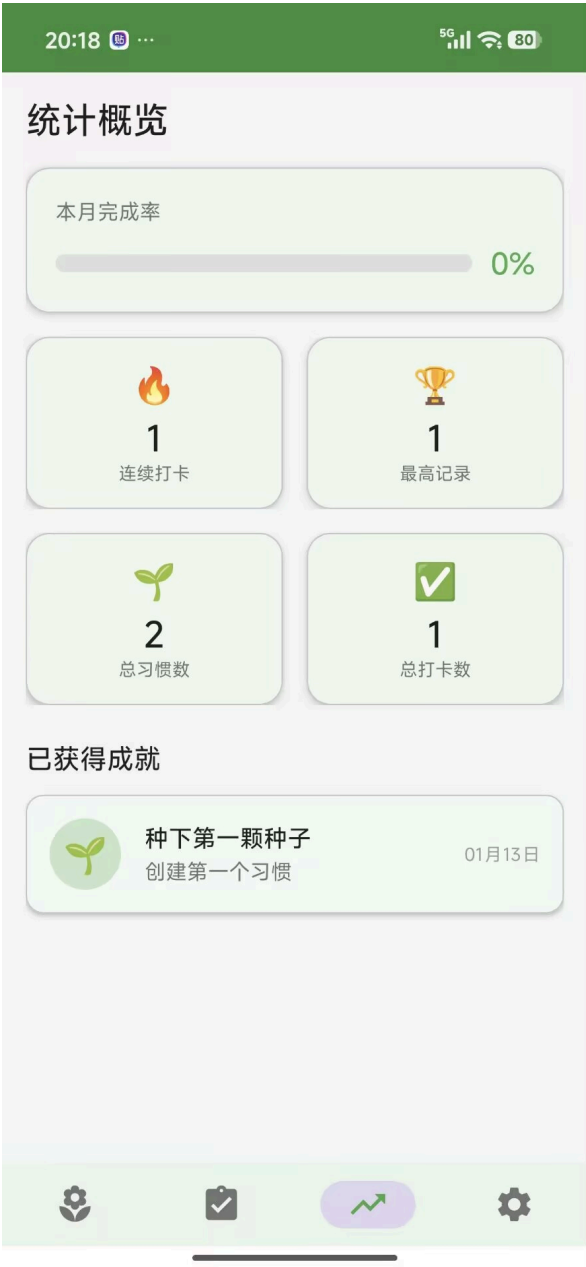 20:18 贴 ···
5G 80
统计概览
本月完成率
0%
1
连续打卡
1
最高记录
2
总习惯数
1
总打卡数
已获得成就
种下第一颗种子
创建第一个习惯
01月13日